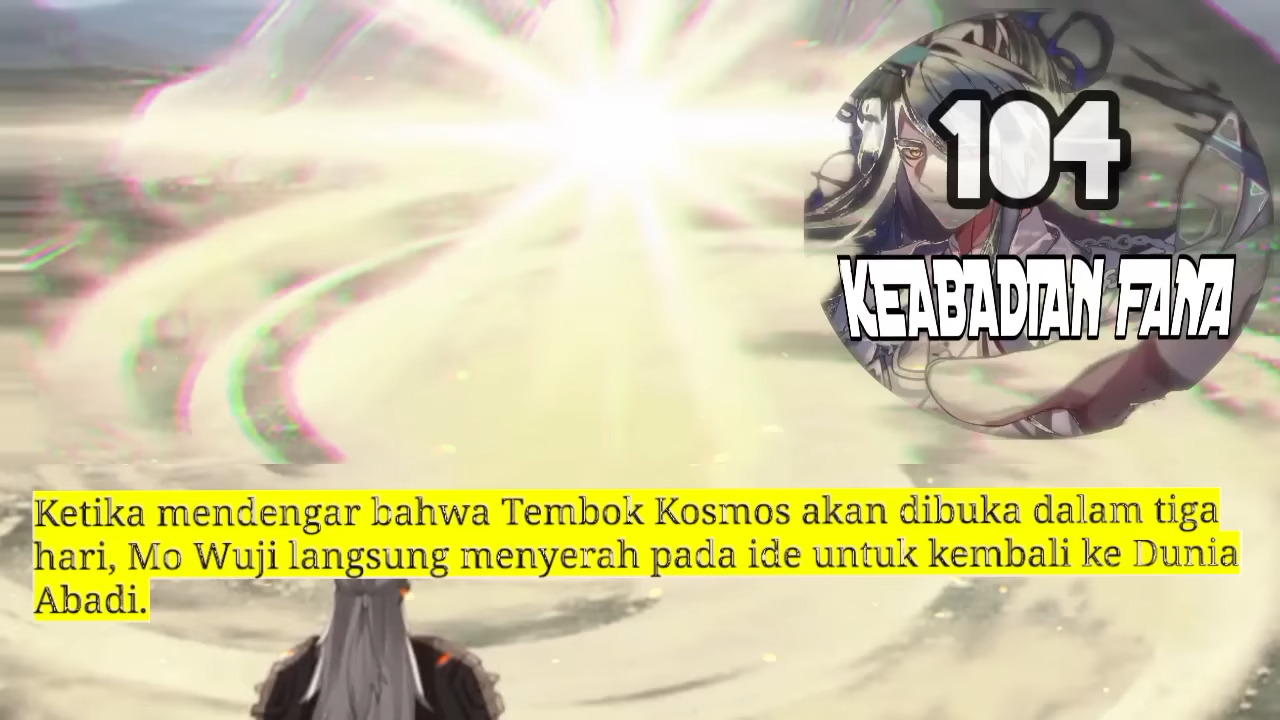 104
KEABADIAN FANA
Ketika mendengar bahwa Tembok Kosmos akan dibuka dalam tiga
hari, Mo Wuji langsung menyerah pada ide untuk kembali ke Dunia
Abadi.